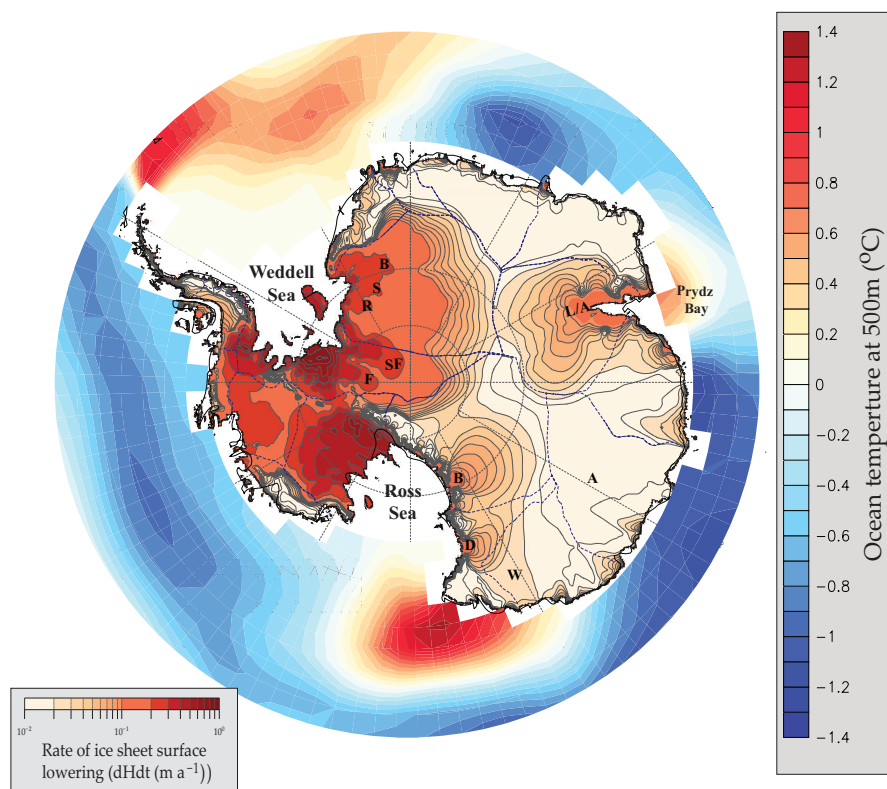 Weddell
Sea
B
S
R
L/A
Prydz
Bay
SF
F
B
A
Ross
Sea
D
W
10⁻²
10⁻¹
10⁰
Rate of ice sheet surface
lowering (dHdt (m a⁻¹))
1.4
1.2
1
0.8
0.6
0.4
0.2
0
−0.2
−0.4
−0.6
−0.8
−1
−1.2
−1.4
Ocean temperture at 500m (°C)